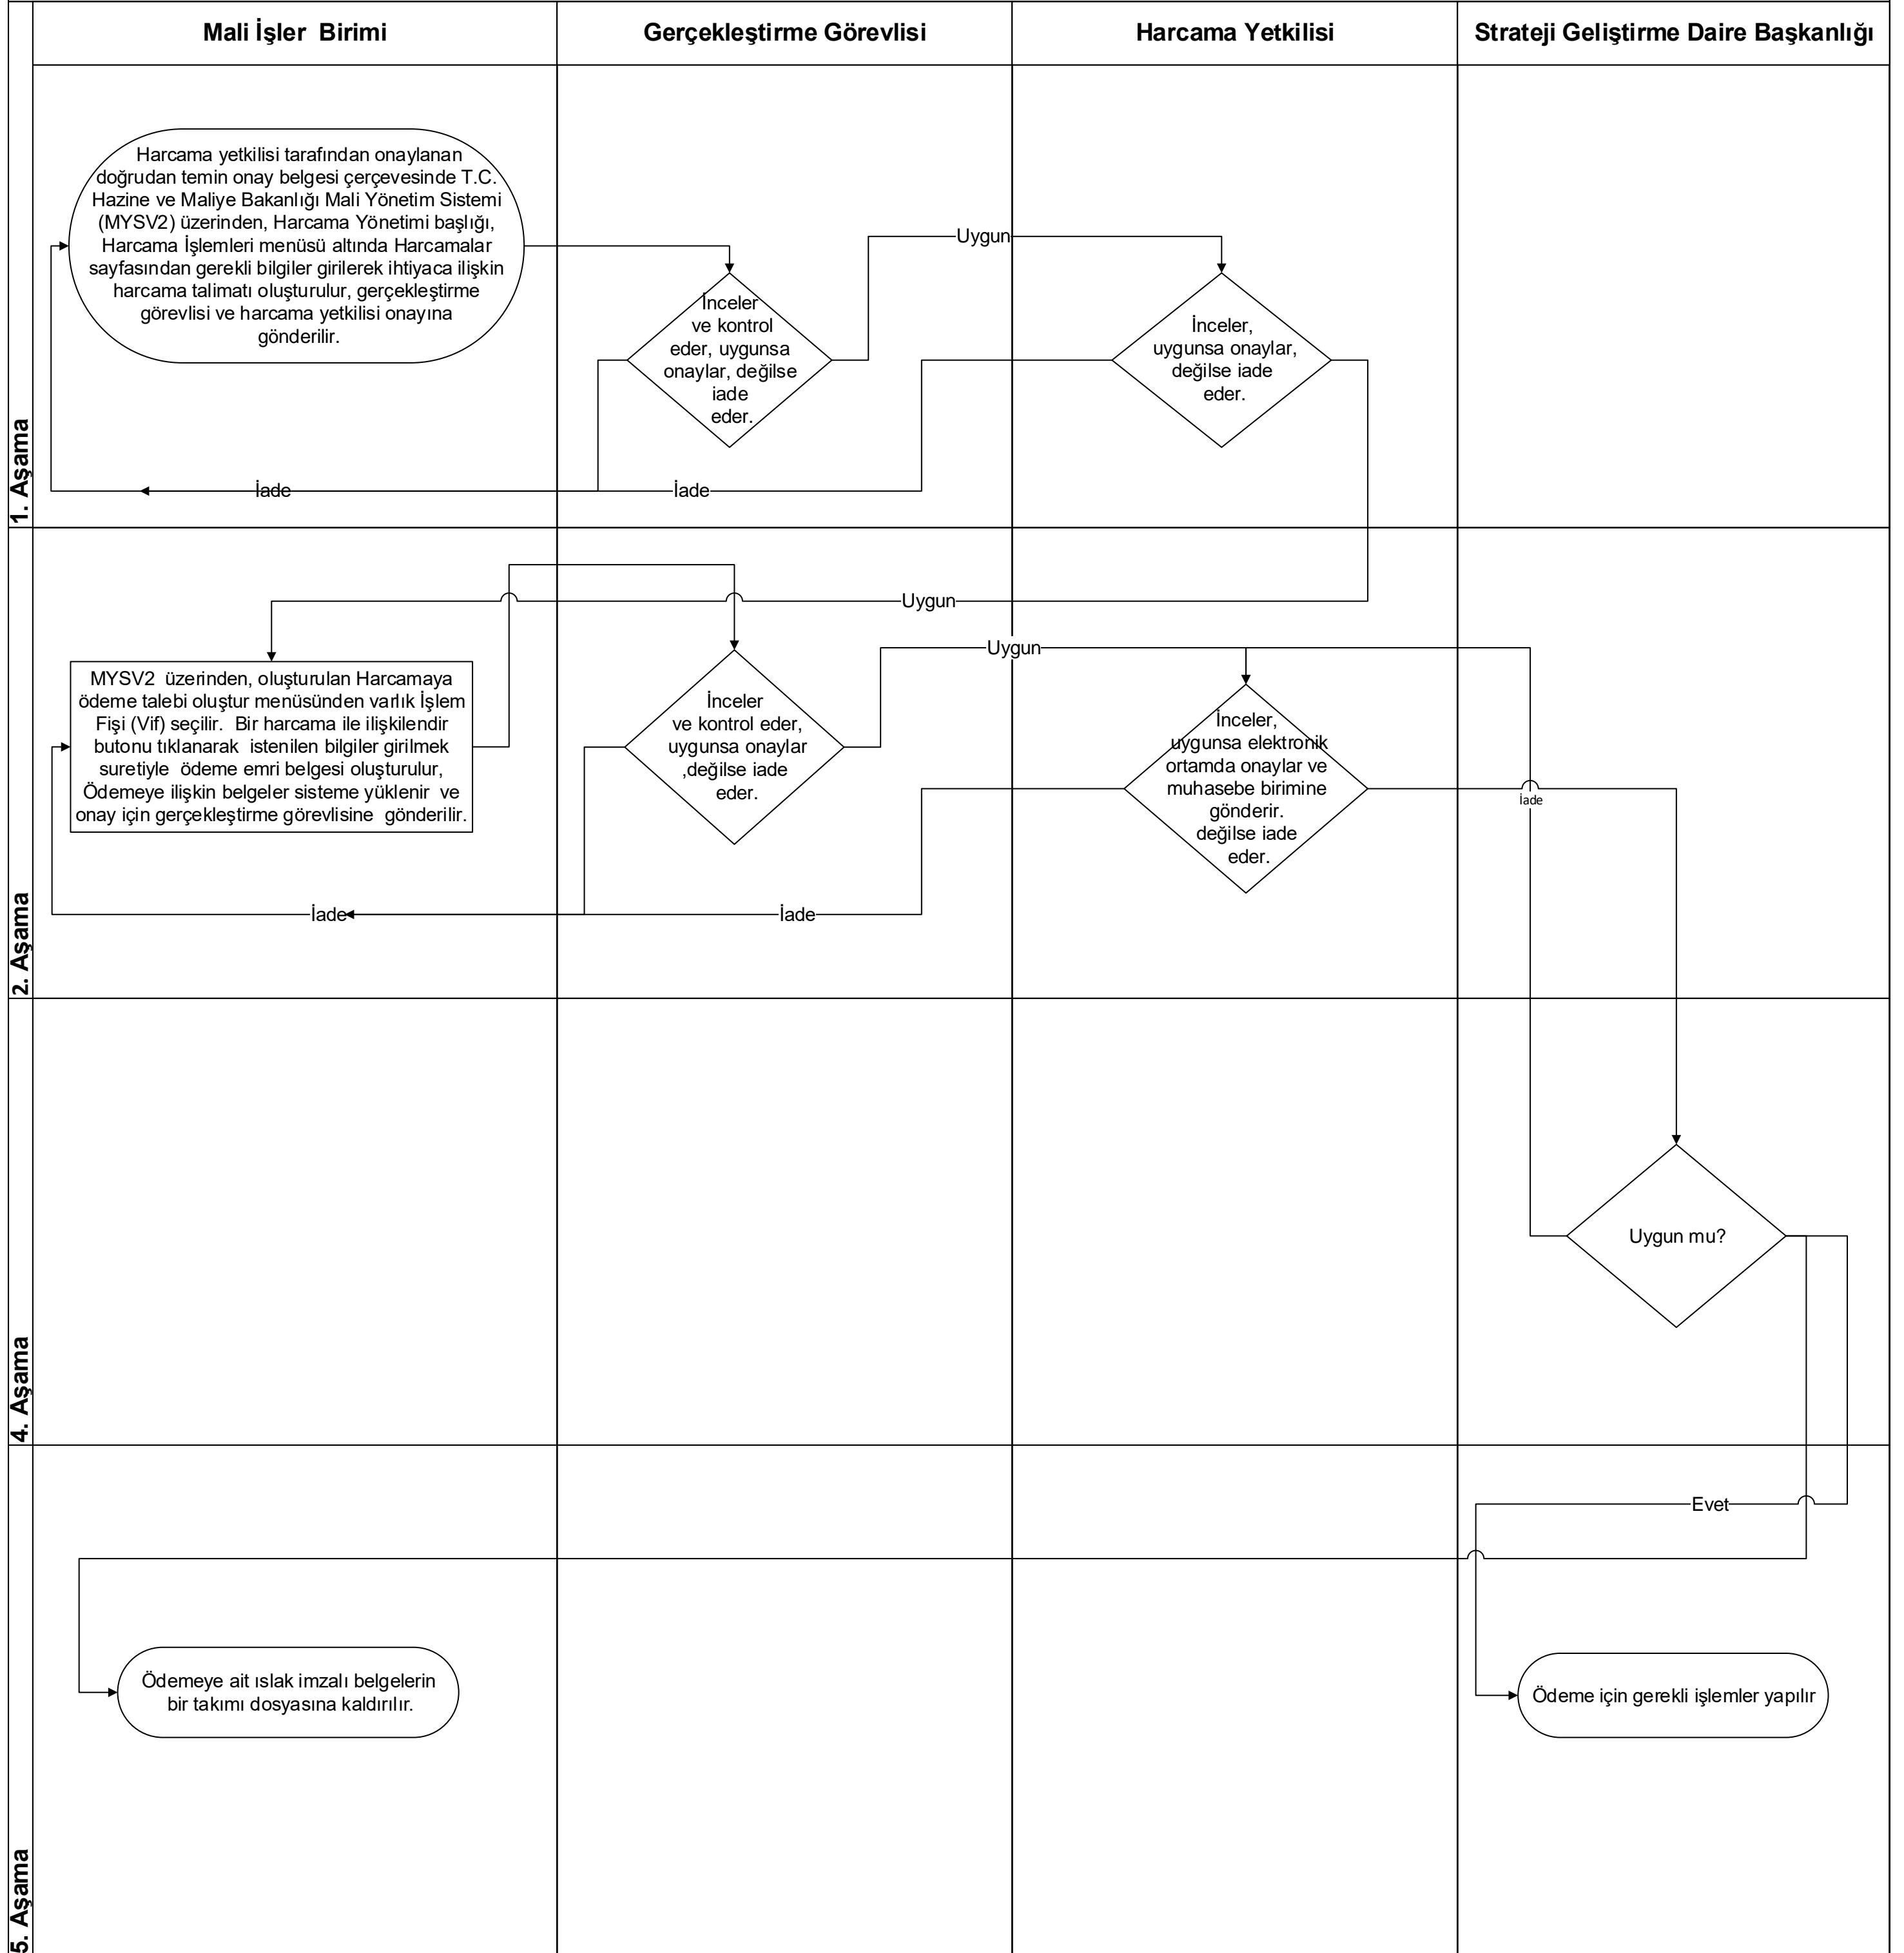 Mali İşler  Birimi
Gerçekleştirme Görevlisi
Harcama Yetkilisi
Strateji Geliştirme Daire Başkanlığı
1. Aşama
Harcama yetkilisi tarafından onaylanan
doğrudan temin onay belgesi çerçevesinde T.C.
Hazine ve Maliye Bakanlığı Mali Yönetim Sistemi
(MYSV2) üzerinden, Harcama Yönetimi başlığı,
Harcama İşlemleri menüsü altında Harcamalar
sayfasından gerekli bilgiler girilerek ihtiyaca ilişkin
harcama talimatı oluşturulur, gerçekleştirme
görevlisi ve harcama yetkilisi onayına
gönderilir.
İnceler
ve kontrol
eder, uygunsa
onaylar, değilse
iade
eder.
Uygun
İnceler,
uygunsa onaylar,
değilse iade
eder.
İade
İade
2. Aşama
Uygun
MYSV2  üzerinden, oluşturulan Harcamaya
ödeme talebi oluştur menüsünden varlık İşlem
Fişi (Vif) seçilir.  Bir harcama ile ilişkilendir
butonu tıklanarak  istenilen bilgiler girilmek
suretiyle  ödeme emri belgesi oluşturulur,
Ödemeye ilişkin belgeler sisteme yüklenir  ve
onay için gerçekleştirme görevlisine  gönderilir.
İnceler
ve kontrol eder,
uygunsa onaylar
,değilse iade
eder.
Uygun
İnceler,
uygunsa elektronik
ortamda onaylar ve
muhasebe birimine
gönderir.
değilse iade
eder.
İade
İade
İade
4. Aşama
Uygun mu?
5. Aşama
Evet
Ödemeye ait ıslak imzalı belgelerin
bir takımı dosyasına kaldırılır.
Ödeme için gerekli işlemler yapılır